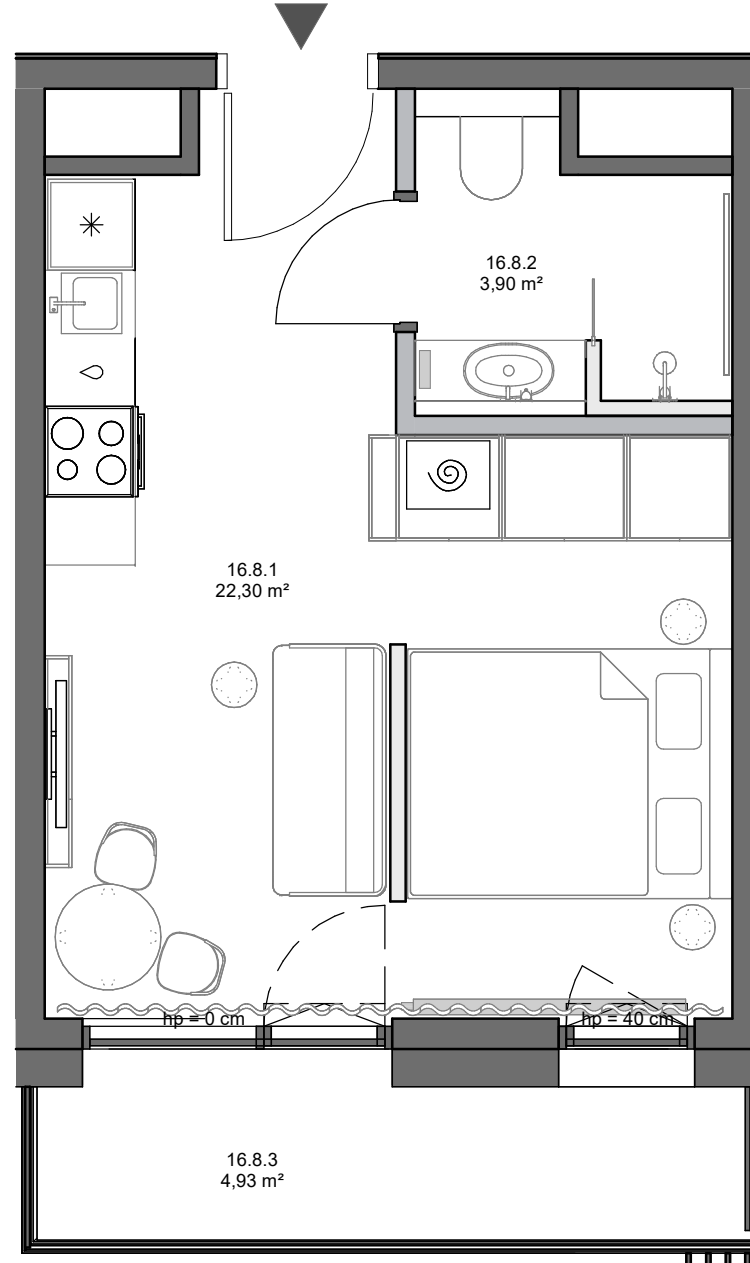 16.8.2
3,90 m²
16.8.1
22,30 m²
hp = 0 cm
hp = 40 cm
16.8.3
4,93 m²